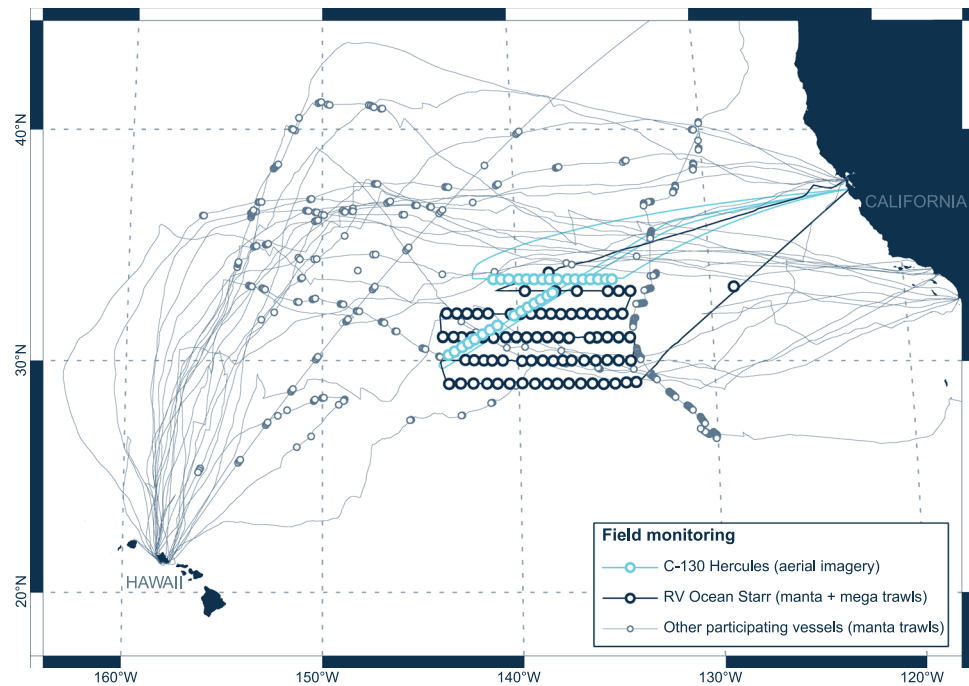 40°N
30°N
20°N
CALIFORNIA
HAWAII
Field monitoring
C-130 Hercules (aerial imagery)
RV Ocean Starr (manta + mega trawls)
Other participating vessels (manta trawls)
160°W
150°W
140°W
130°W
120°W